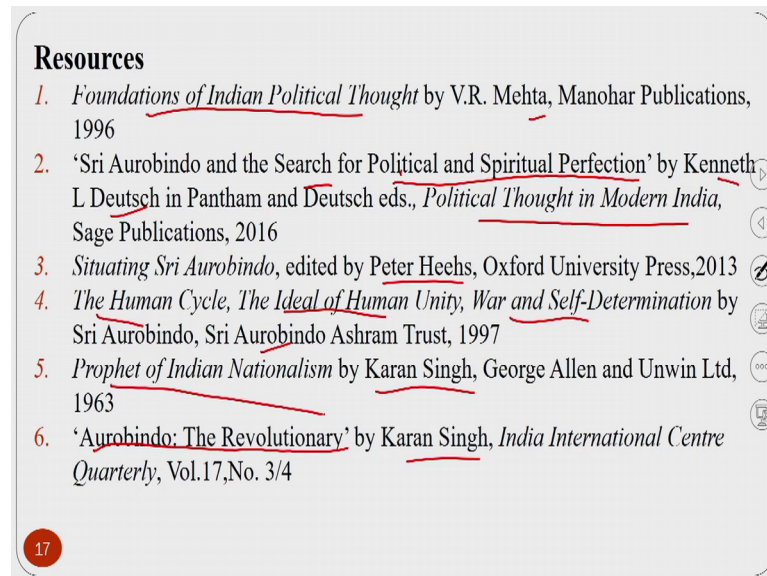 Resources
1. Foundations of Indian Political Thought by V.R. Mehta, Manohar Publications,
1996
2. ‘Sri Aurobindo and the Search for Political and Spiritual Perfection’ by Kenneth
L Deutsch in Pantham and Deutsch eds., Political Thought in Modern India,
Sage Publications, 2016
3. Situating Sri Aurobindo, edited by Peter Heehs, Oxford University Press,2013
4. The Human Cycle, The Ideal of Human Unity, War and Self-Determination by
Sri Aurobindo, Sri Aurobindo Ashram Trust, 1997
5. Prophet of Indian Nationalism by Karan Singh, George Allen and Unwin Ltd,
1963
6. ‘Aurobindo: The Revolutionary’ by Karan Singh, India International Centre
Quarterly, Vol.17,No. 3/4
17